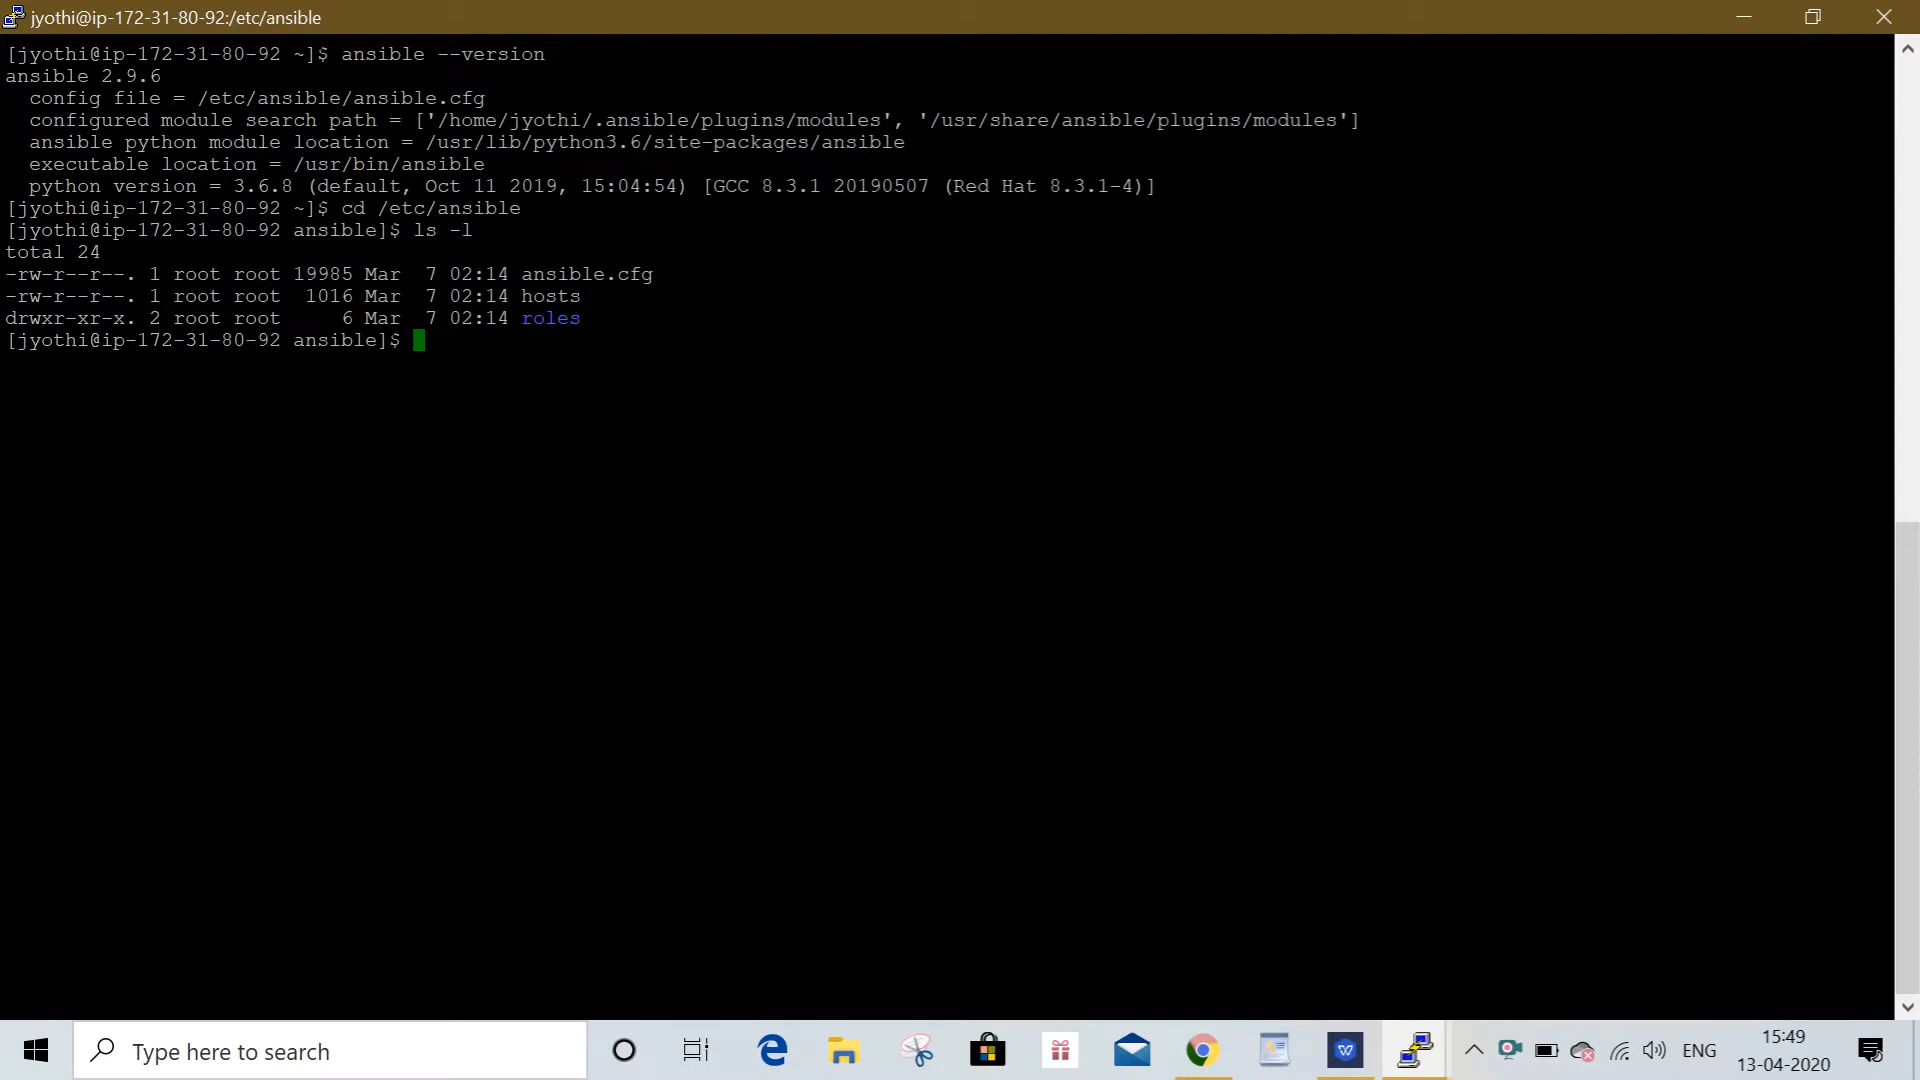 jyothi@ip-172-31-80-92:/etc/ansible
[jyothi@ip-172-31-80-92 ~]$ ansible --version
ansible 2.9.6
  config file = /etc/ansible/ansible.cfg
  configured module search path = ['/home/jyothi/.ansible/plugins/modules', '/usr/share/ansible/plugins/modules']
  ansible python module location = /usr/lib/python3.6/site-packages/ansible
  executable location = /usr/bin/ansible
  python version = 3.6.8 (default, Oct 11 2019, 15:04:54) [GCC 8.3.1 20190507 (Red Hat 8.3.1-4)]
[jyothi@ip-172-31-80-92 ~]$ cd /etc/ansible
[jyothi@ip-172-31-80-92 ansible]$ ls -l
total 24
-rw-r--r--. 1 root root 19985 Mar  7 02:14 ansible.cfg
-rw-r--r--. 1 root root  1016 Mar  7 02:14 hosts
drwxr-xr-x. 2 root root     6 Mar  7 02:14 roles
[jyothi@ip-172-31-80-92 ansible]$
Type here to search
ENG
15:49
13-04-2020